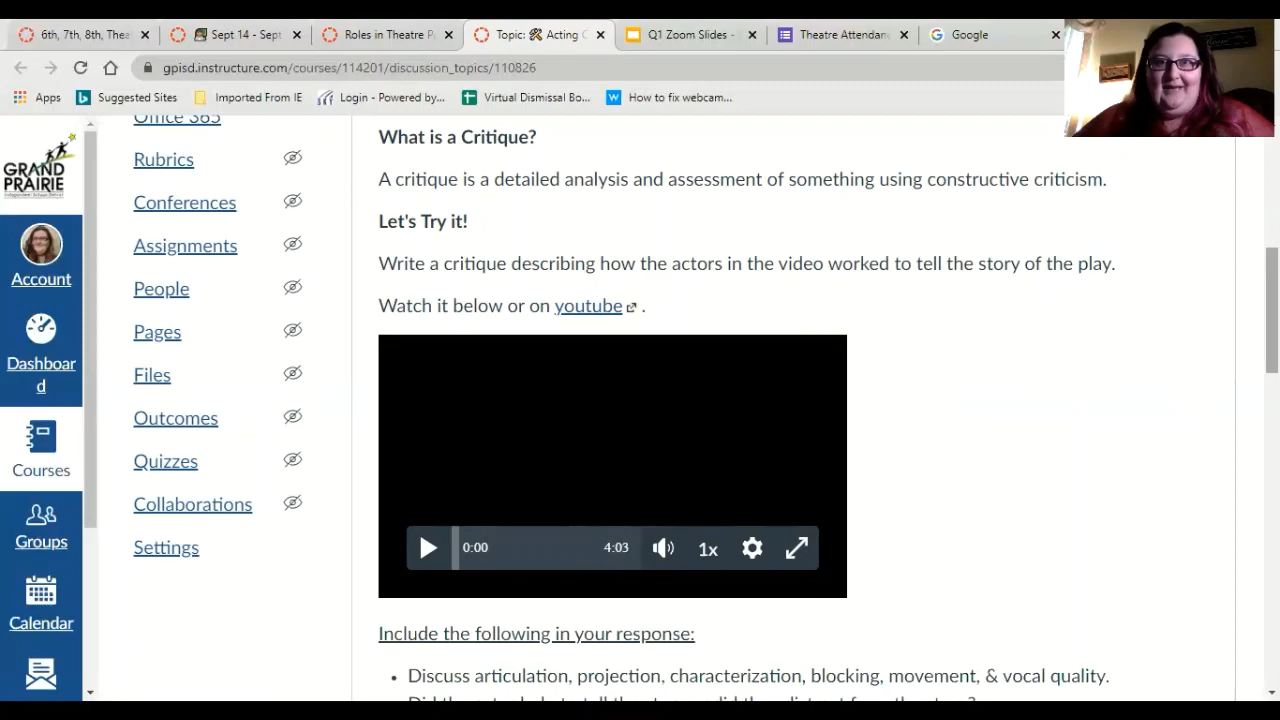 6th, 7th, 8th, Thea
Sept 14 - Sept
Roles in Theatre P
Topic: 🛠 Acting C
Q1 Zoom Slides -
Theatre Attendanc
Google
gpisd.instructure.com/courses/114201/discussion_topics/110826
Apps
Suggested Sites
Imported From IE
Login - Powered by...
Virtual Dismissal Bo...
How to fix webcam...
GRAND
PRAIRIE
Account
Dashboar
d
Courses
Groups
Calendar
Office 365
Rubrics
Conferences
Assignments
People
Pages
Files
Outcomes
Quizzes
Collaborations
Settings
What is a Critique?
A critique is a detailed analysis and assessment of something using constructive criticism.
Let's Try it!
Write a critique describing how the actors in the video worked to tell the story of the play.
Watch it below or on youtube .
0:00
4:03
1x
Include the following in your response:
• Discuss articulation, projection, characterization, blocking, movement, & vocal quality.